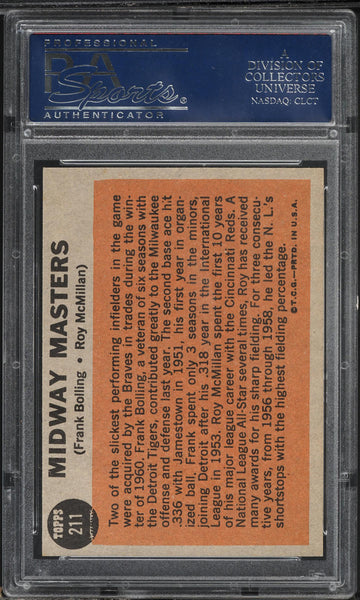 PROFESSIONAL
PSA
Sports
®
AUTHENTICATOR
A
DIVISION OF
COLLECTORS
UNIVERSE
NASDAQ: CLCT
TOPPS
211
MIDWAY MASTERS
(Frank Bolling • Roy McMillan)
Two of the slickest performing infielders in the game
were acquired by the Braves in trades during the win-
ter of 1960. Frank Bolling, a veteran of six seasons with
the Detroit Tigers, contributed greatly to the Milwaukee
offense and defense last year. The second base ace hit
.336 with Jamestown in 1951, his first year in organ-
ized ball. Frank spent only 3 seasons in the minors,
joining Detroit after his .318 year in the International
League in 1953. Roy McMillan spent the first 10 years
of his major league career with the Cincinnati Reds. A
National League All-Star several times, Roy has received
many awards for his sharp fielding. For three consecu-
tive years, from 1956 through 1958, he led the N. L.'s
shortstops with the highest fielding percentage.
© T.C.G.—PRTD. IN U.S.A.